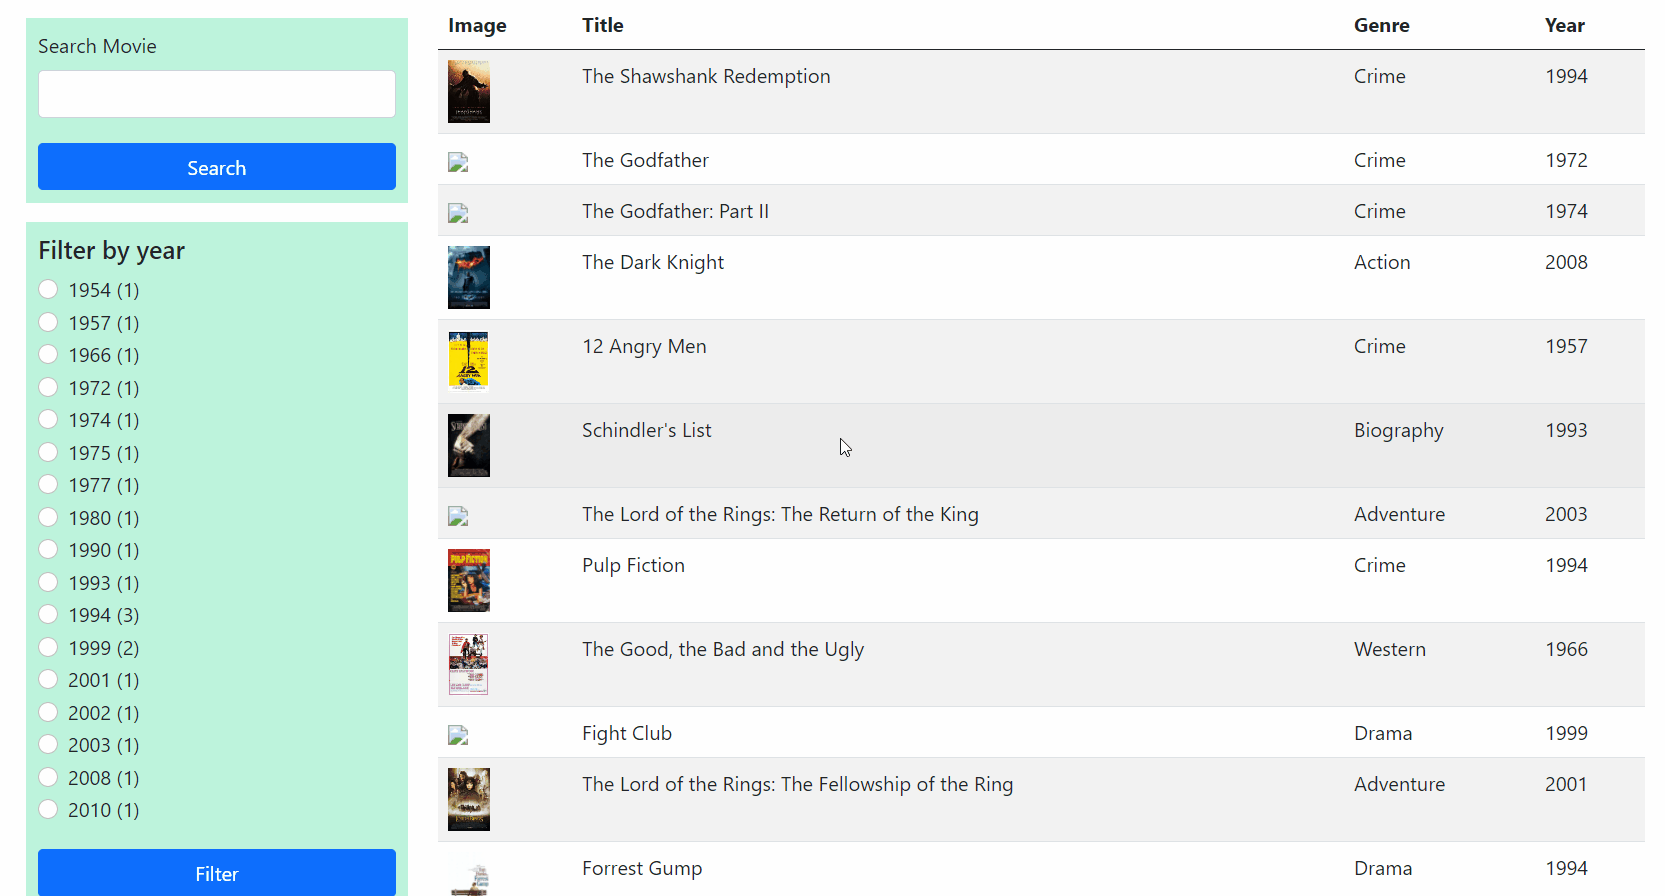 Search Movie
Search
Filter by year
1954 (1)
1957 (1)
1966 (1)
1972 (1)
1974 (1)
1975 (1)
1977 (1)
1980 (1)
1990 (1)
1993 (1)
1994 (3)
1999 (2)
2001 (1)
2002 (1)
2003 (1)
2008 (1)
2010 (1)
Filter
Image Title Genre Year
The Shawshank Redemption Crime 1994
The Godfather Crime 1972
The Godfather: Part II Crime 1974
The Dark Knight Action 2008
12 Angry Men Crime 1957
Schindler's List Biography 1993
The Lord of the Rings: The Return of the King Adventure 2003
PULP FICTION
Pulp Fiction Crime 1994
The Good, the Bad and the Ugly Western 1966
Fight Club Drama 1999
The Lord of the Rings: The Fellowship of the Ring Adventure 2001
Forrest Gump Drama 1994